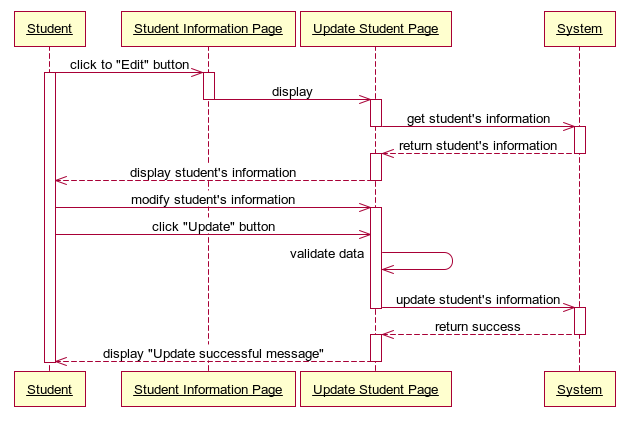 Student
Student Information Page
Update Student Page
System
click to "Edit" button
display
get student's information
return student's information
display student's information
modify student's information
click "Update" button
validate data
update student's information
return success
display "Update successful message"
Student
Student Information Page
Update Student Page
System